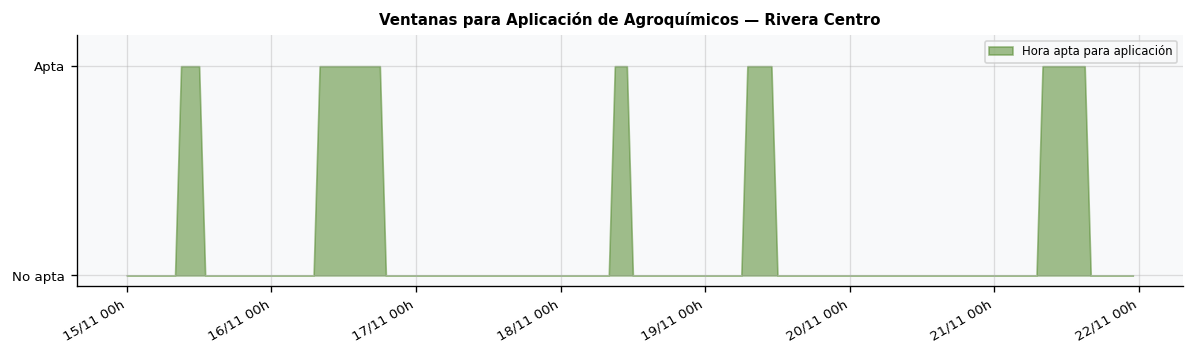 Ventanas para Aplicación de Agroquímicos — Rivera Centro
Hora apta para aplicación
Apta
No apta
15/11 00h
16/11 00h
17/11 00h
18/11 00h
19/11 00h
20/11 00h
21/11 00h
22/11 00h